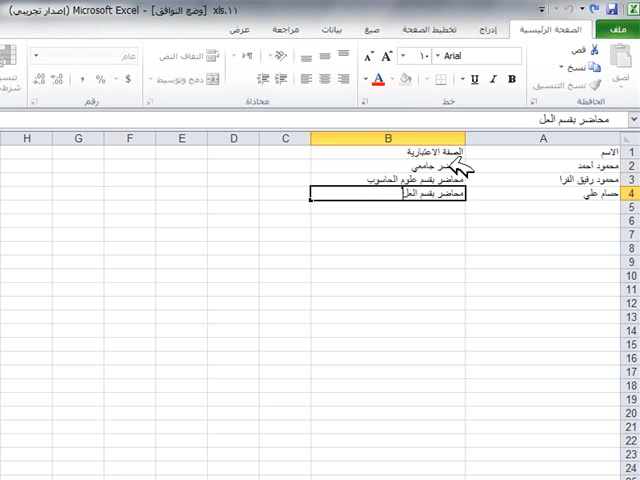 xls.١١ [وضع التوافق] - Microsoft Excel (إصدار تجريبي)
ملف الصفحة الرئيسية إدراج تخطيط الصفحة صيغ بيانات مراجعة عرض
قص
Arial ١٠ A A
التفاف النص
عام
نسخ
لصق
B I U A
دمج وتوسيط
$ % ,
نسخ التنسيق
الحافظة خط محاذاة رقم
محاضر بقسم العل
A B C D E F G H
1 الاسم الصفة الاعتبارية
2 محمود أحمد جامعي
3 محمود رفيق الفرا محاضر بقسم علوم الحاسوب
4 حسام علي محاضر بقسم العل
5
6
7
8
9
10
11
12
13
14
15
16
17
18
19
20
21
22
23
24